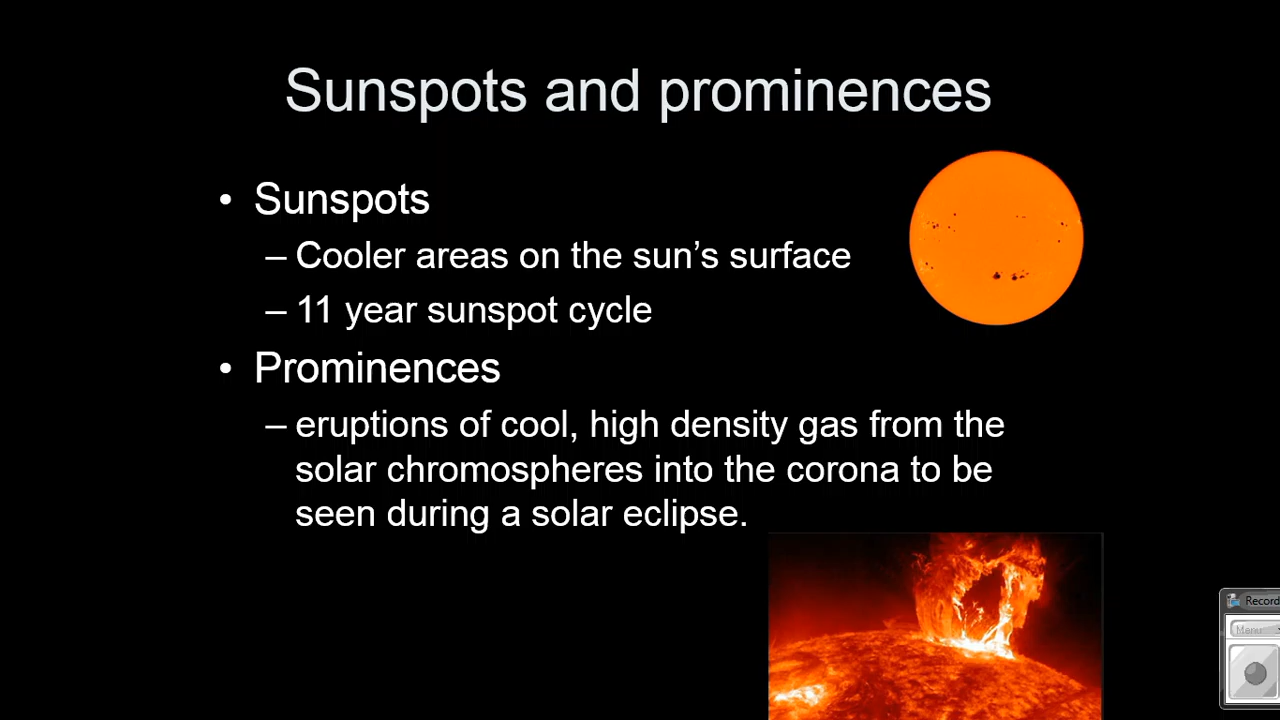 Sunspots and prominences
• Sunspots
– Cooler areas on the sun’s surface
– 11 year sunspot cycle
• Prominences
– eruptions of cool, high density gas from the
solar chromospheres into the corona to be
seen during a solar eclipse.
Record
Menu